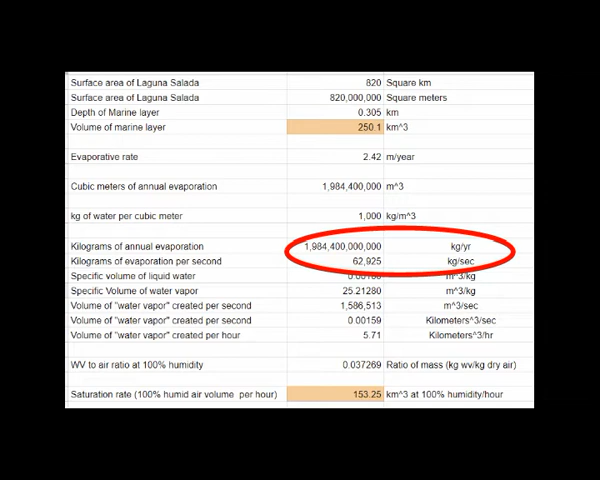 Surface area of Laguna Salada 820 Square km
Surface area of Laguna Salada 820,000,000 Square meters
Depth of Marine layer 0.305 km
Volume of marine layer 250.1 km^3
Evaporative rate 2.42 m/year
Cubic meters of annual evaporation 1,984,400,000 m^3
kg of water per cubic meter 1,000 kg/m^3
Kilograms of annual evaporation 1,984,400,000,000 kg/yr
Kilograms of evaporation per second 62,925 kg/sec
Specific volume of liquid water m^3/kg
Specific Volume of water vapor 25.21280 m^3/kg
Volume of "water vapor" created per second 1,586,513 m^3/sec
Volume of "water vapor" created per second 0.00159 Kilometers^3/sec
Volume of "water vapor" created per hour 5.71 Kilometers^3/hr
WV to air ratio at 100% humidity 0.037269 Ratio of mass (kg wv/kg dry air)
Saturation rate (100% humid air volume per hour) 153.25 km^3 at 100% humidity/hour